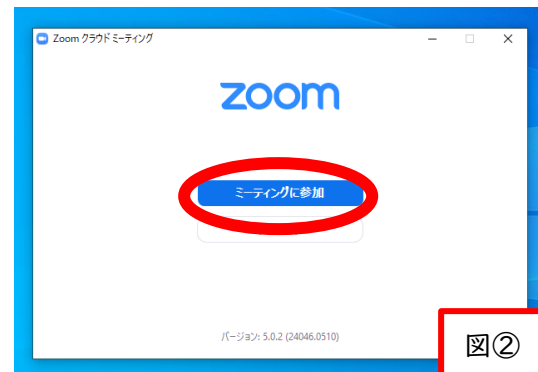 Zoom クラウド ミーティング
zoom
ミーティングに参加
バージョン: 5.0.2 (24046.0510)
図②